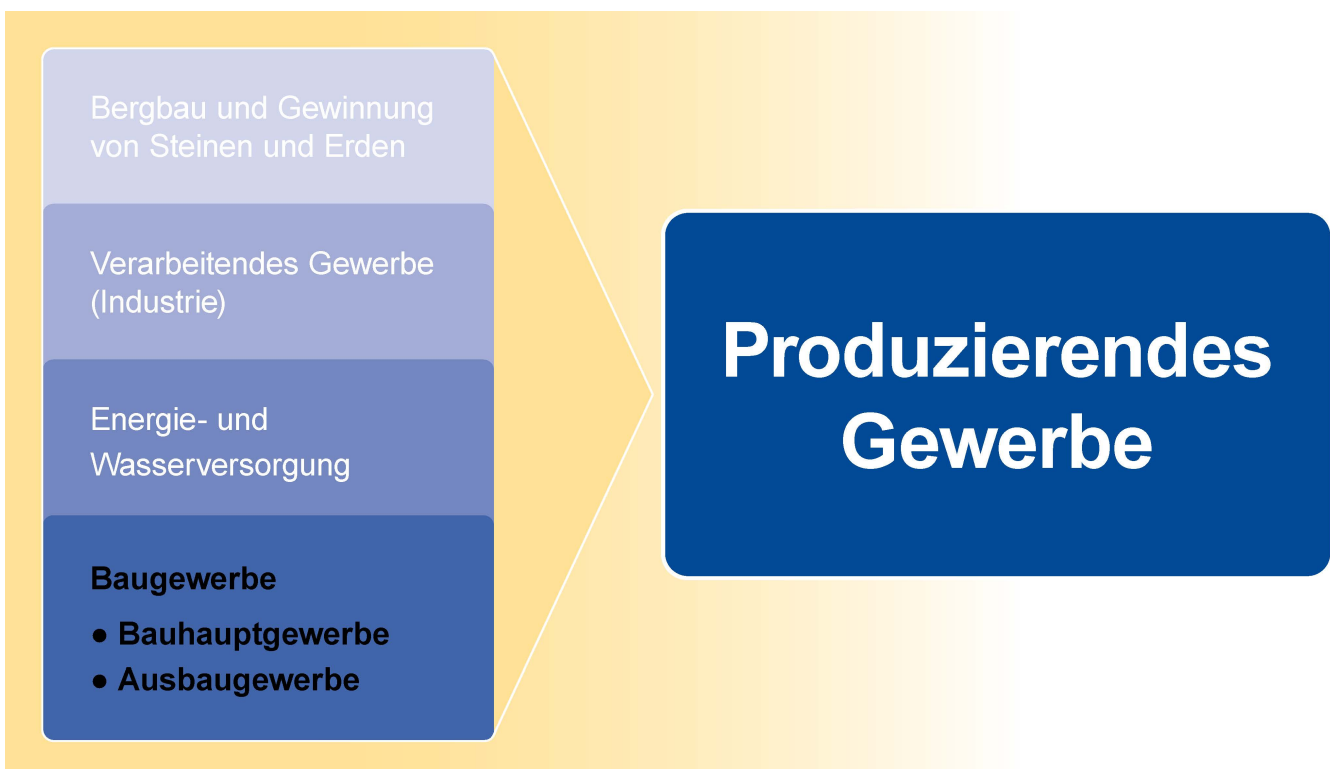 Bergbau und Gewinnung
von Steinen und Erden
Verarbeitendes Gewerbe
(Industrie)
Energie- und
Wasserversorgung
Baugewerbe
● Bauhauptgewerbe
● Ausbaugewerbe
Produzierendes
Gewerbe